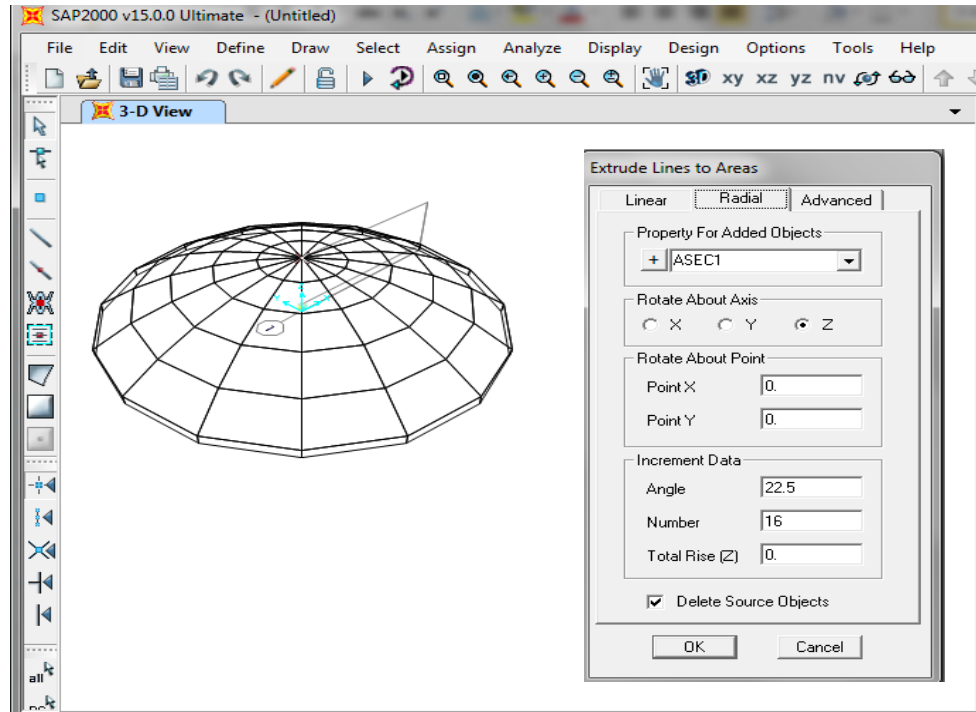 SAP2000 v15.0.0 Ultimate - (Untitled)
File Edit View Define Draw Select Assign Analyze Display Design Options Tools Help
3D xy xz yz nv
3-D View
Extrude Lines to Areas
Linear Radial Advanced
Property For Added Objects
+ ASEC1
Rotate About Axis
X Y Z
Rotate About Point
Point X 0.
Point Y 0.
Increment Data
Angle 22.5
Number 16
Total Rise (Z) 0.
Delete Source Objects
OK Cancel
all